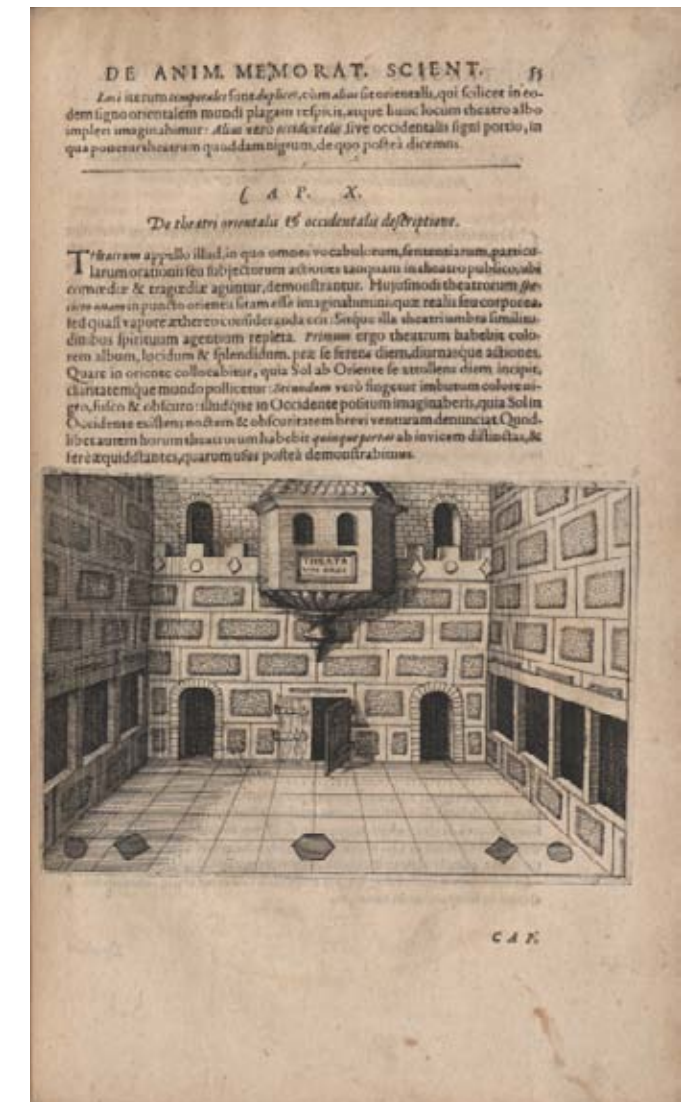 DE ANIM. MEMORAT. SCIENT. 55
Loci iterum temporales sunt duplices, cùm alius sit orientalis, qui scilicet in eo-
dem signo orientalem mundi plagam respicit, atque hunc locum theatro albo
impleri imaginabimur: Alius verò occidentalis sive occidentalis signi portio, in
qua ponetur theatrum quoddam nigrum, de quo posteà dicemus.
CAP. X.
De theatri orientalis & occidentalis descriptione.
Theatrum appello illud, in quo omnes vocabulorum, sententiarum, particu-
larum orationis seu subjectorum actiones tanquam in theatro publico, ubi
comœdiæ & tragœdiæ aguntur, demonstrantur. Hujusmodi theatrorum spe-
ciem unam in puncto orientis sitam esse imaginabimini, quæ realis seu corporea,
sed quasi vapore æthereo consideranda erit: Sitque illa theatri umbra similitu-
dinibus spirituum agentium repleta. Primum ergo theatrum habebit colo-
rem album, lucidum & splendidum, præ se ferens diem, diurnasque actiones.
Quare in oriente collocabitur, quia Sol ab Oriente se attollens diem incipit,
claritatemque mundo pollicetur: Secundum verò fingetur imbutum colore ni-
gro, fusco & obscuro: illudque in Occidente positum imaginaberis, quia Sol in
Occidente existens noctem & obscuritatem brevi venturam denunciat. Quod-
libet autem horum theatrorum habebit quinque portas ab invicem distinctas, &
ferè æquidistantes, quarum usus posteà demonstrabimus.
THEATR
CAP.